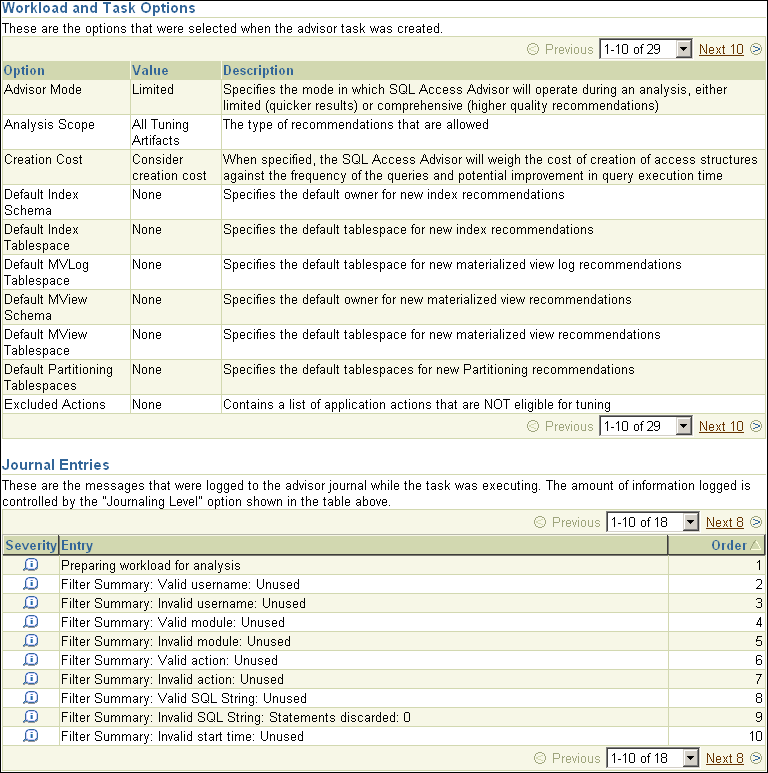 Workload and Task Options
These are the options that were selected when the advisor task was created.
Previous 1-10 of 29 Next 10
Option Value Description
Advisor Mode Limited Specifies the mode in which SQL Access Advisor will operate during an analysis, either
limited (quicker results) or comprehensive (higher quality recommendations)
Analysis Scope All Tuning The type of recommendations that are allowed
Artifacts
Creation Cost Consider When specified, the SQL Access Advisor will weigh the cost of creation of access structures
creation cost against the frequency of the queries and potential improvement in query execution time
Default Index None Specifies the default owner for new index recommendations
Schema
Default Index None Specifies the default tablespace for new index recommendations
Tablespace
Default MVLog None Specifies the default tablespace for new materialized view log recommendations
Tablespace
Default MView None Specifies the default owner for new materialized view recommendations
Schema
Default MView None Specifies the default tablespace for new materialized view recommendations
Tablespace
Default Partitioning None Specifies the default tablespaces for new Partitioning recommendations
Tablespaces
Excluded Actions None Contains a list of application actions that are NOT eligible for tuning
Previous 1-10 of 29 Next 10
Journal Entries
These are the messages that were logged to the advisor journal while the task was executing. The amount of information logged is
controlled by the "Journaling Level" option shown in the table above.
Previous 1-10 of 18 Next 8
Severity Entry Order
Preparing workload for analysis 1
Filter Summary: Valid username: Unused 2
Filter Summary: Invalid username: Unused 3
Filter Summary: Valid module: Unused 4
Filter Summary: Invalid module: Unused 5
Filter Summary: Valid action: Unused 6
Filter Summary: Invalid action: Unused 7
Filter Summary: Valid SQL String: Unused 8
Filter Summary: Invalid SQL String: Statements discarded: 0 9
Filter Summary: Invalid start time: Unused 10
Previous 1-10 of 18 Next 8